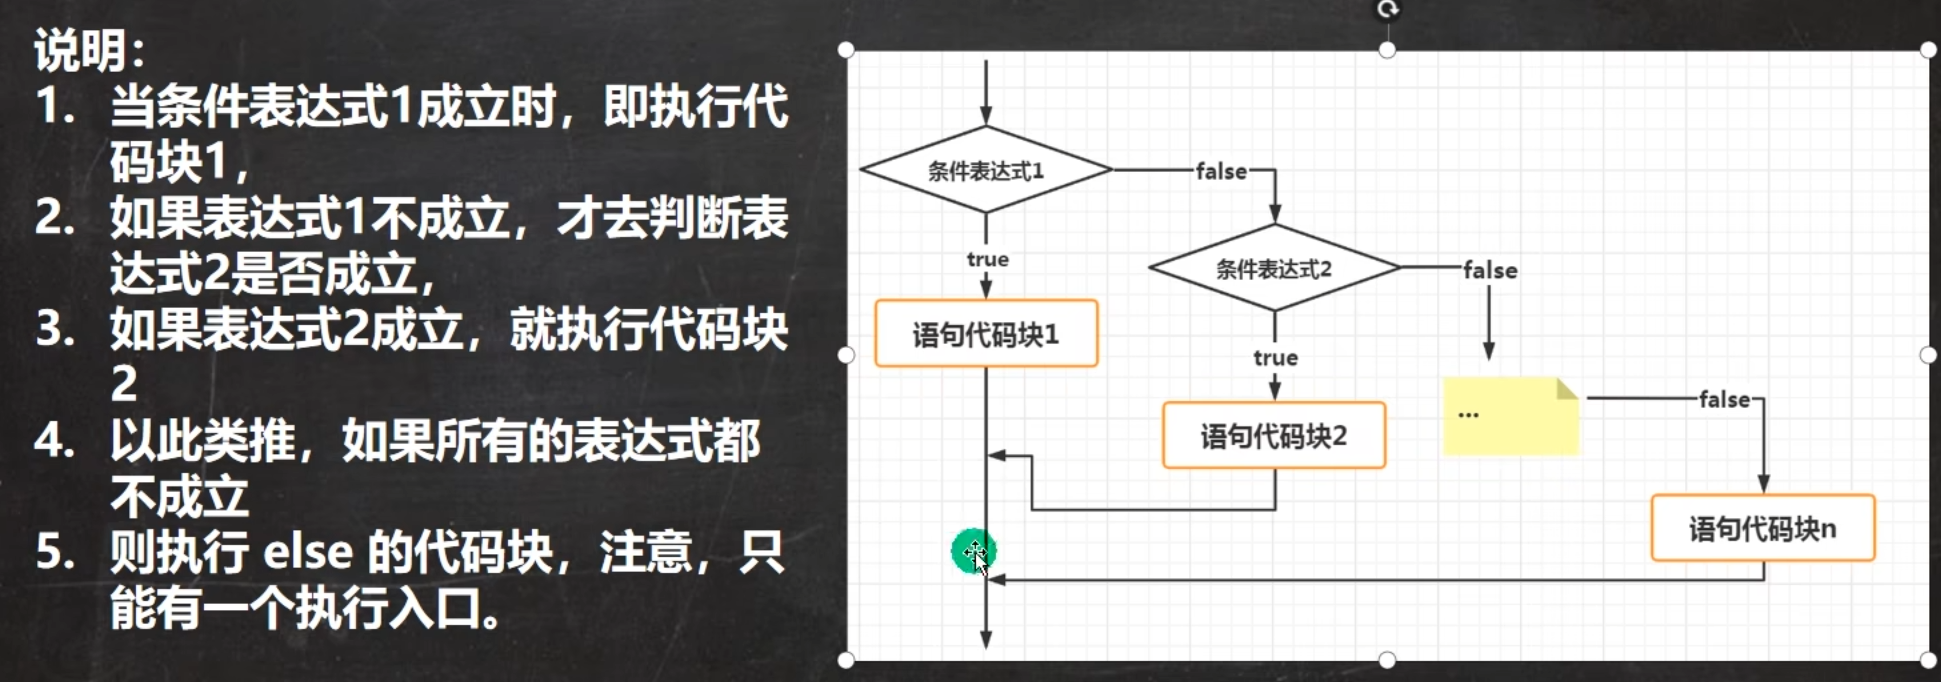 说明：
1. 当条件表达式1成立时，即执行代
码块1，
2. 如果表达式1不成立，才去判断表
达式2是否成立，
3. 如果表达式2成立，就执行代码块
2
4. 以此类推，如果所有的表达式都
不成立
5. 则执行 else 的代码块，注意，只
能有一个执行入口。
条件表达式1
false
true
条件表达式2
false
语句代码块1
true
...
false
语句代码块2
语句代码块n